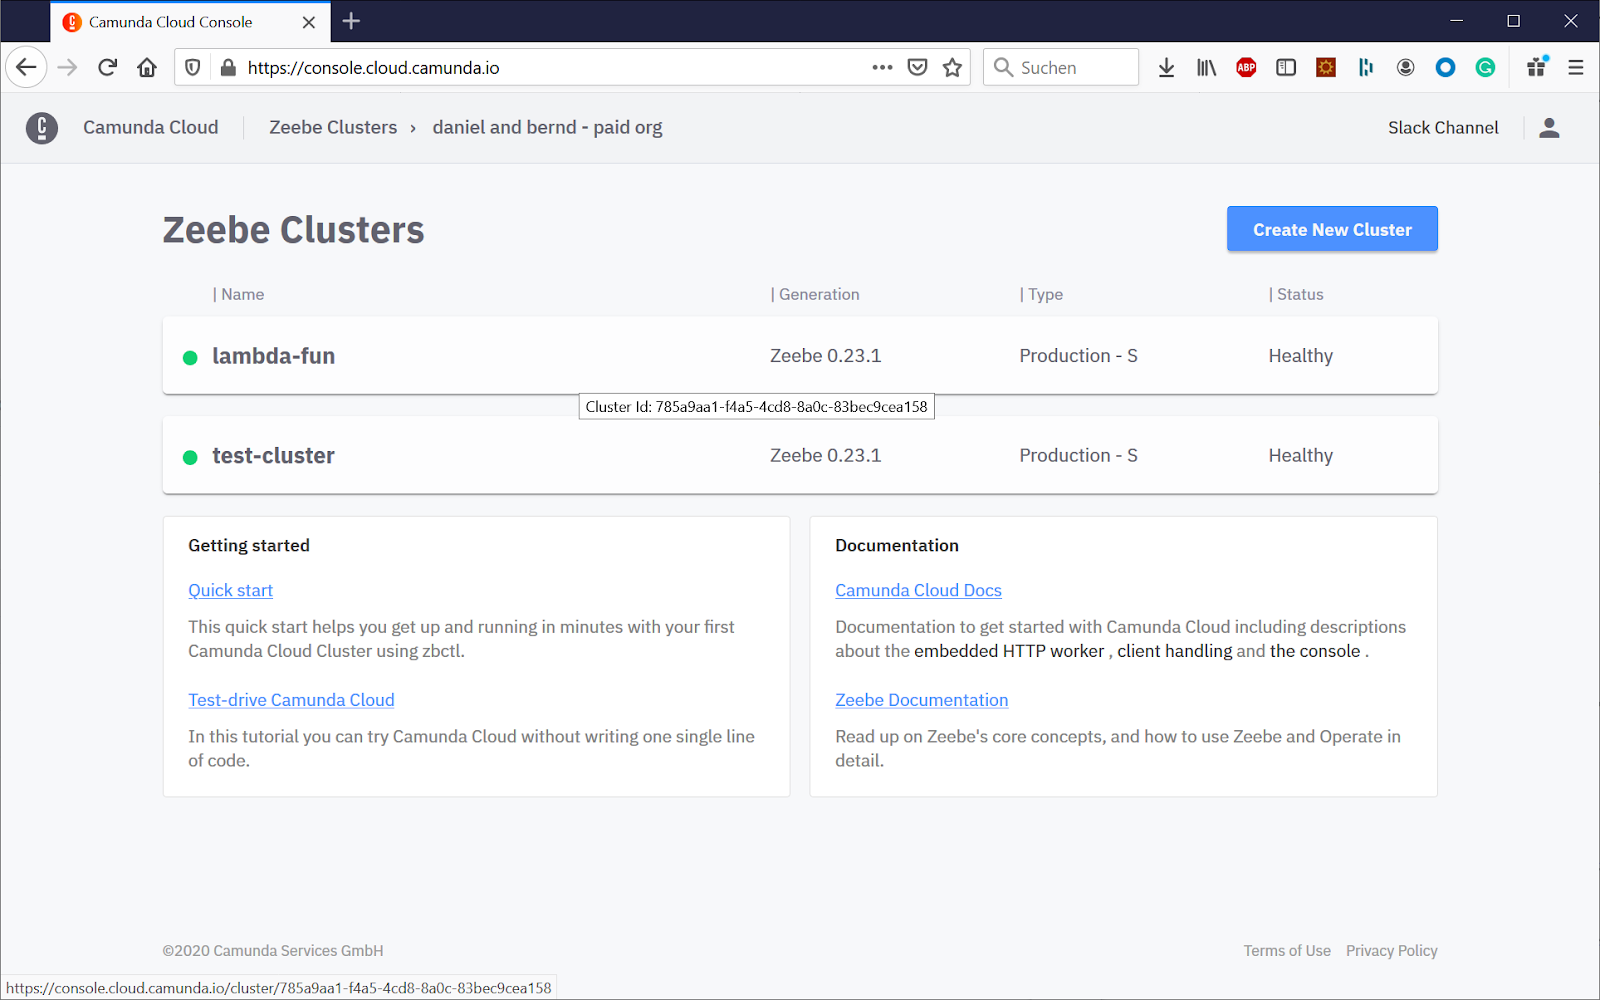 Camunda Cloud Console
https://console.cloud.camunda.io
Suchen
ABP
Camunda Cloud
Zeebe Clusters › daniel and bernd - paid org
Slack Channel
Zeebe Clusters
Create New Cluster
| Name | Generation | Type | Status
lambda-fun Zeebe 0.23.1 Production - S Healthy
Cluster Id: 785a9aa1-f4a5-4cd8-8a0c-83bec9cea158
test-cluster Zeebe 0.23.1 Production - S Healthy
Getting started
Quick start
This quick start helps you get up and running in minutes with your first
Camunda Cloud Cluster using zbctl.
Test-drive Camunda Cloud
In this tutorial you can try Camunda Cloud without writing one single line
of code.
Documentation
Camunda Cloud Docs
Documentation to get started with Camunda Cloud including descriptions
about the embedded HTTP worker , client handling and the console .
Zeebe Documentation
Read up on Zeebe's core concepts, and how to use Zeebe and Operate in
detail.
©2020 Camunda Services GmbH
Terms of Use Privacy Policy
https://console.cloud.camunda.io/cluster/785a9aa1-f4a5-4cd8-8a0c-83bec9cea158